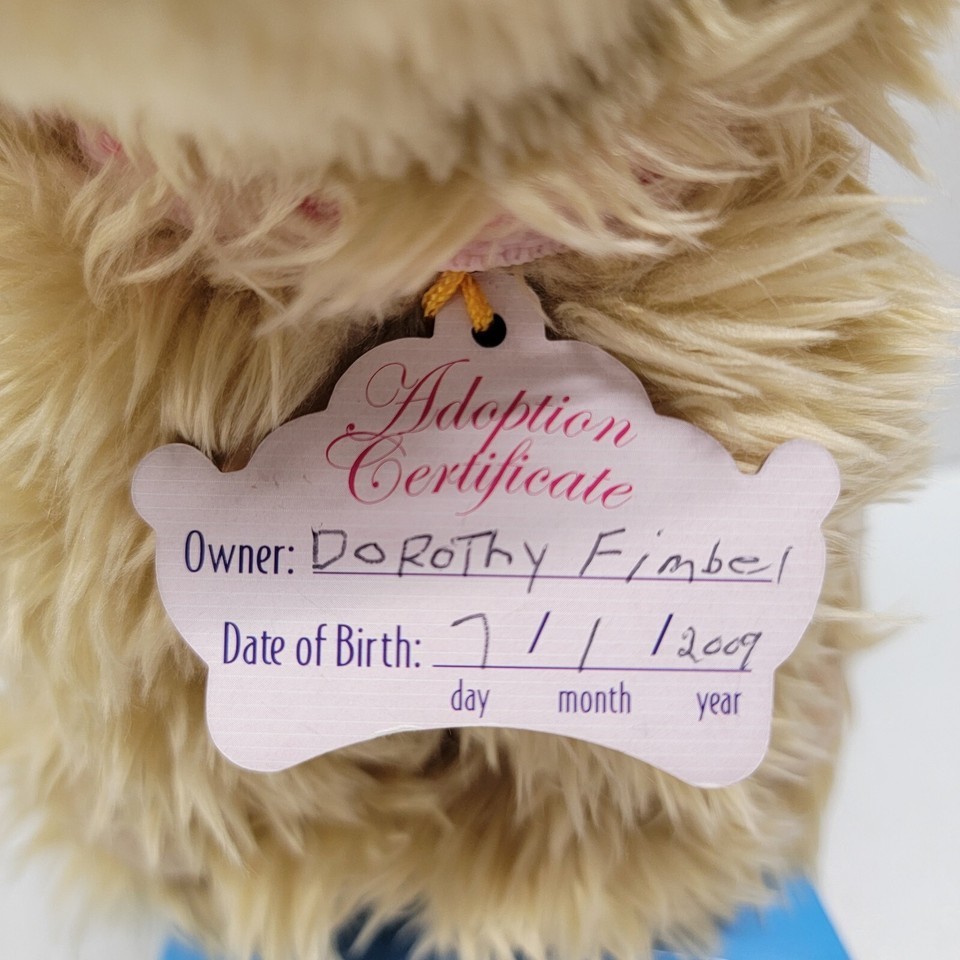 Adoption
Certificate
Owner: DOROTHY Fimbel
Date of Birth: 7 / 1 / 2009
day month year